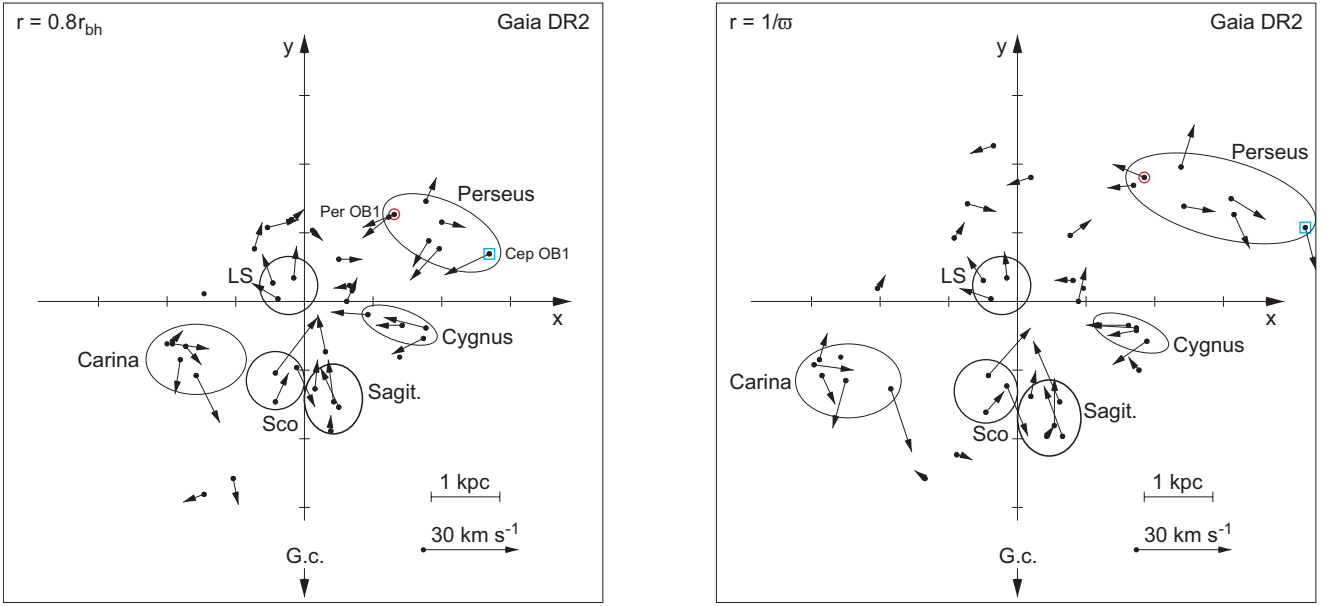 r = 0.8r_bh
Gaia DR2
y
Perseus
Per OB1
Cep OB1
LS
x
Cygnus
Carina
Sagit.
Sco
1 kpc
30 km s⁻¹
G.c.
r = 1/ϖ
Gaia DR2
y
Perseus
LS
x
Cygnus
Carina
Sagit.
Sco
1 kpc
30 km s⁻¹
G.c.